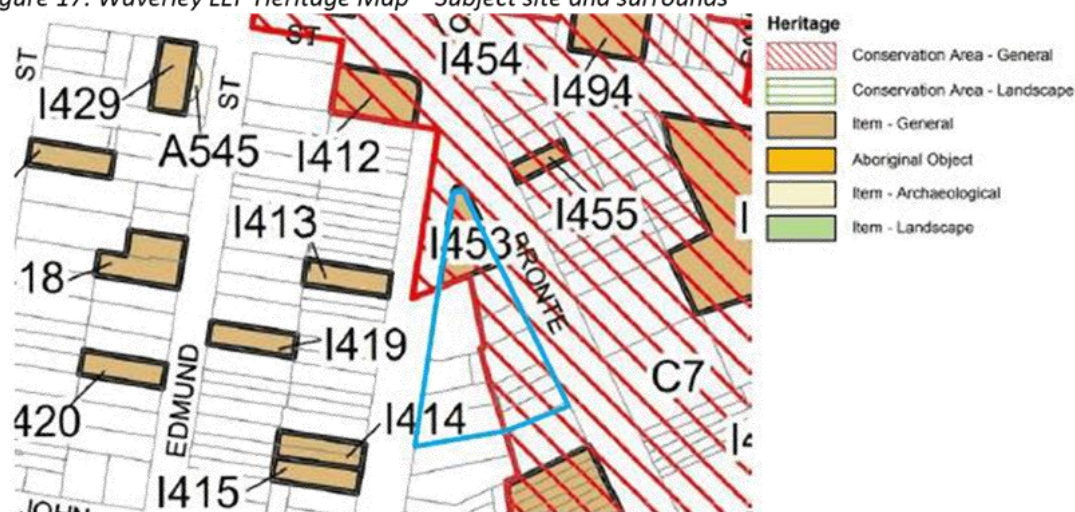 igure 17: Waverley LEP Heritage Map – Subject site and surrounds
ST
ST
I454
ST
I494
I429
A545
I412
I413
I453
I455
BRONTE
18
I419
C7
420
EDMUND
I414
I415
JOHN
Heritage
Conservation Area - General
Conservation Area - Landscape
Item - General
Aboriginal Object
Item - Archaeological
Item - Landscape